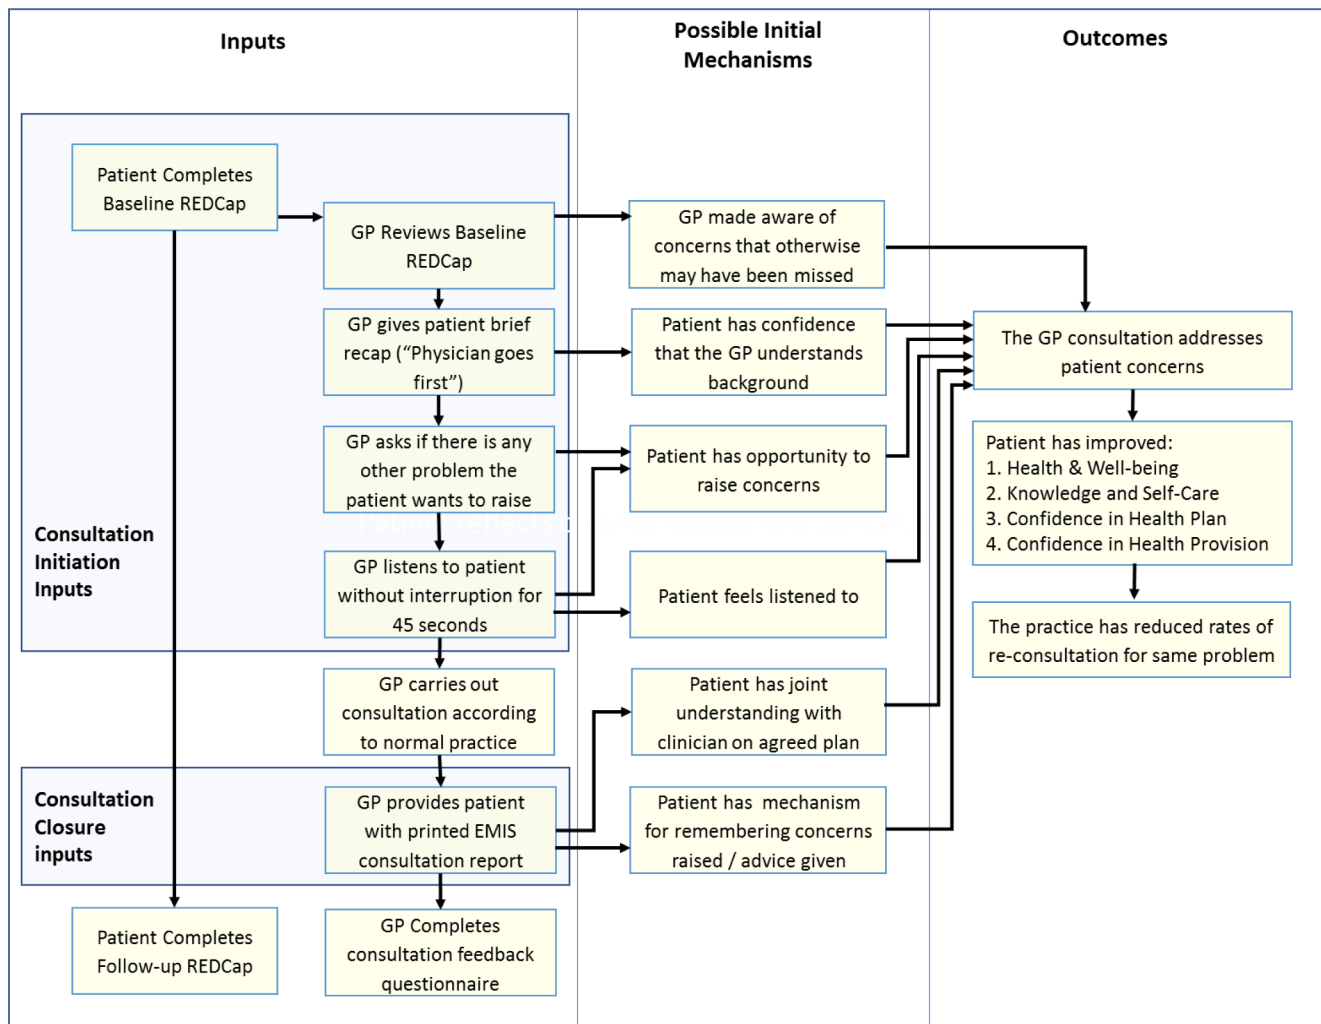 Inputs
Possible Initial
Mechanisms
Outcomes
Patient Completes
Baseline REDCap
GP Reviews Baseline
REDCap
GP made aware of
concerns that otherwise
may have been missed
GP gives patient brief
recap (“Physician goes
first”)
Patient has confidence
that the GP understands
background
The GP consultation addresses
patient concerns
GP asks if there is any
other problem the
patient wants to raise
Patient has opportunity to
raise concerns
Patient has improved:
1. Health & Well-being
2. Knowledge and Self-Care
3. Confidence in Health Plan
4. Confidence in Health Provision
Patient reflects
Consultation
Initiation
Inputs
GP listens to patient
without interruption for
45 seconds
Patient feels listened to
The practice has reduced rates of
re-consultation for same problem
GP carries out
consultation according
to normal practice
Patient has joint
understanding with
clinician on agreed plan
Consultation
Closure
inputs
GP provides patient
with printed EMIS
consultation report
Patient has mechanism
for remembering concerns
raised / advice given
Patient Completes
Follow-up REDCap
GP Completes
consultation feedback
questionnaire